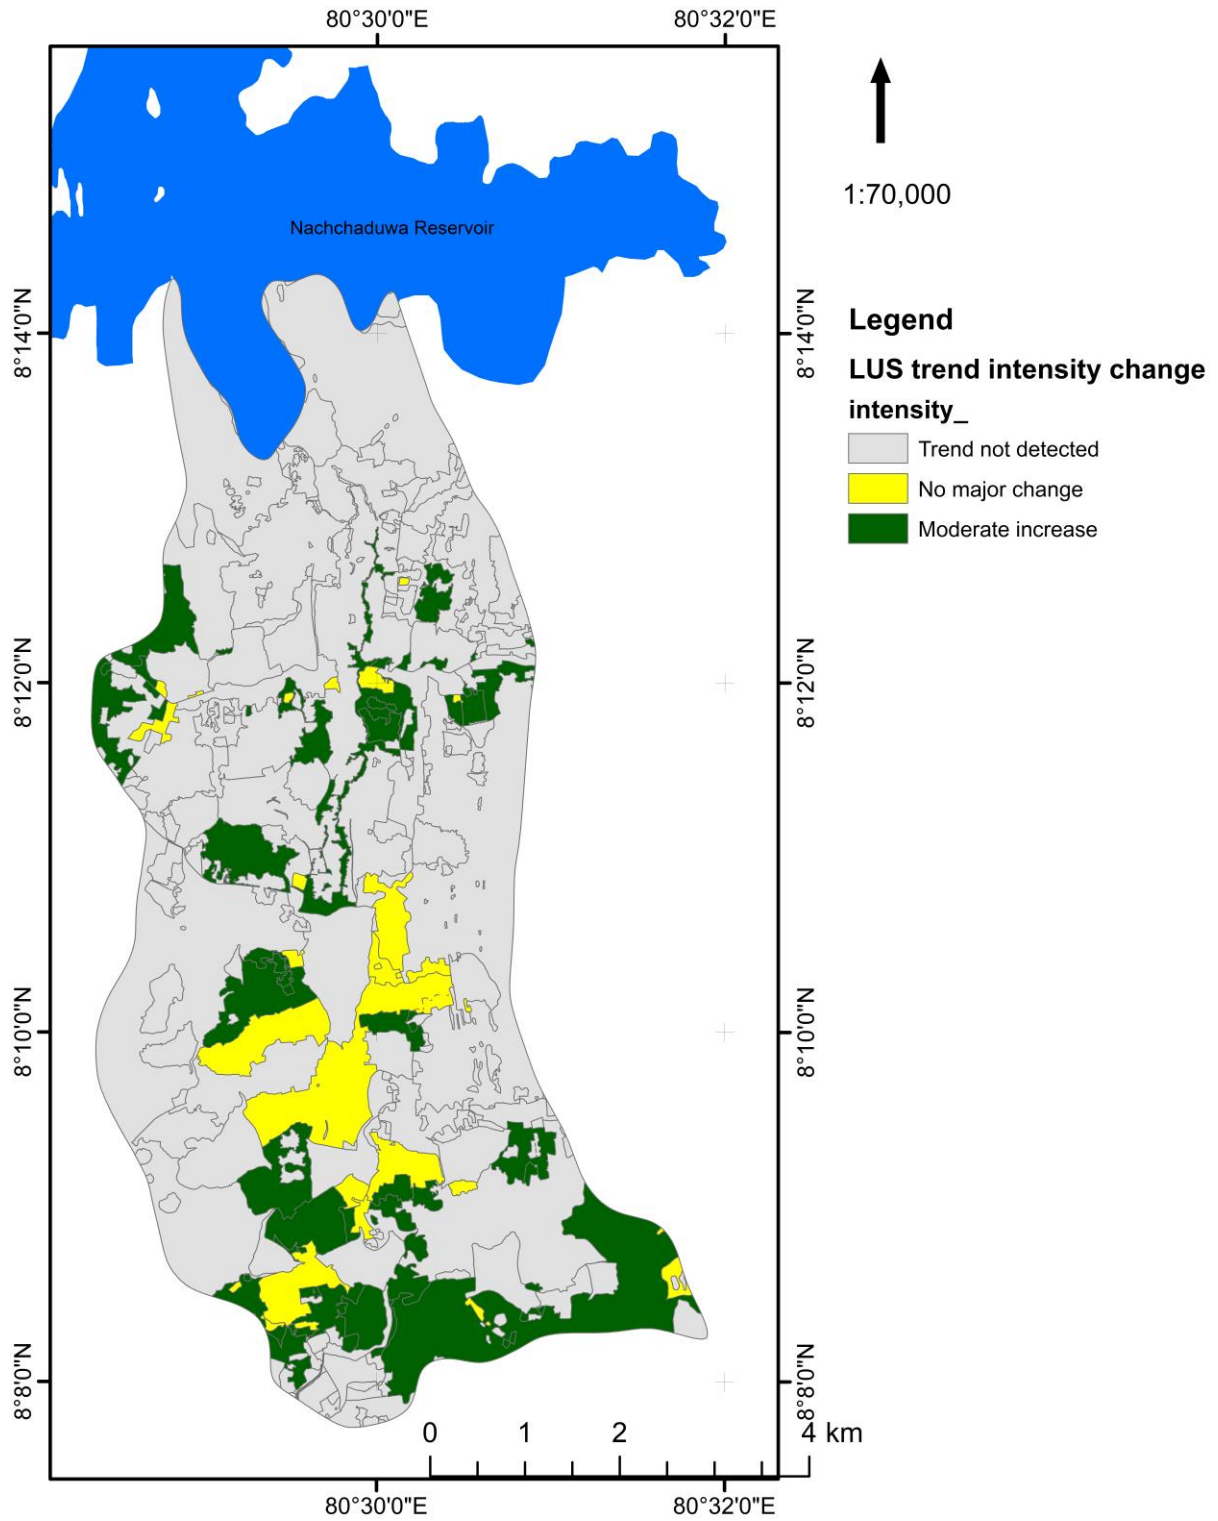 80°30'0"E
80°32'0"E
1:70,000
Nachchaduwa Reservoir
8°14'0"N
8°14'0"N
Legend
LUS trend intensity change
intensity_
Trend not detected
No major change
Moderate increase
8°12'0"N
8°12'0"N
8°10'0"N
8°10'0"N
8°8'0"N
8°8'0"N
0 1 2 4 km
80°30'0"E
80°32'0"E